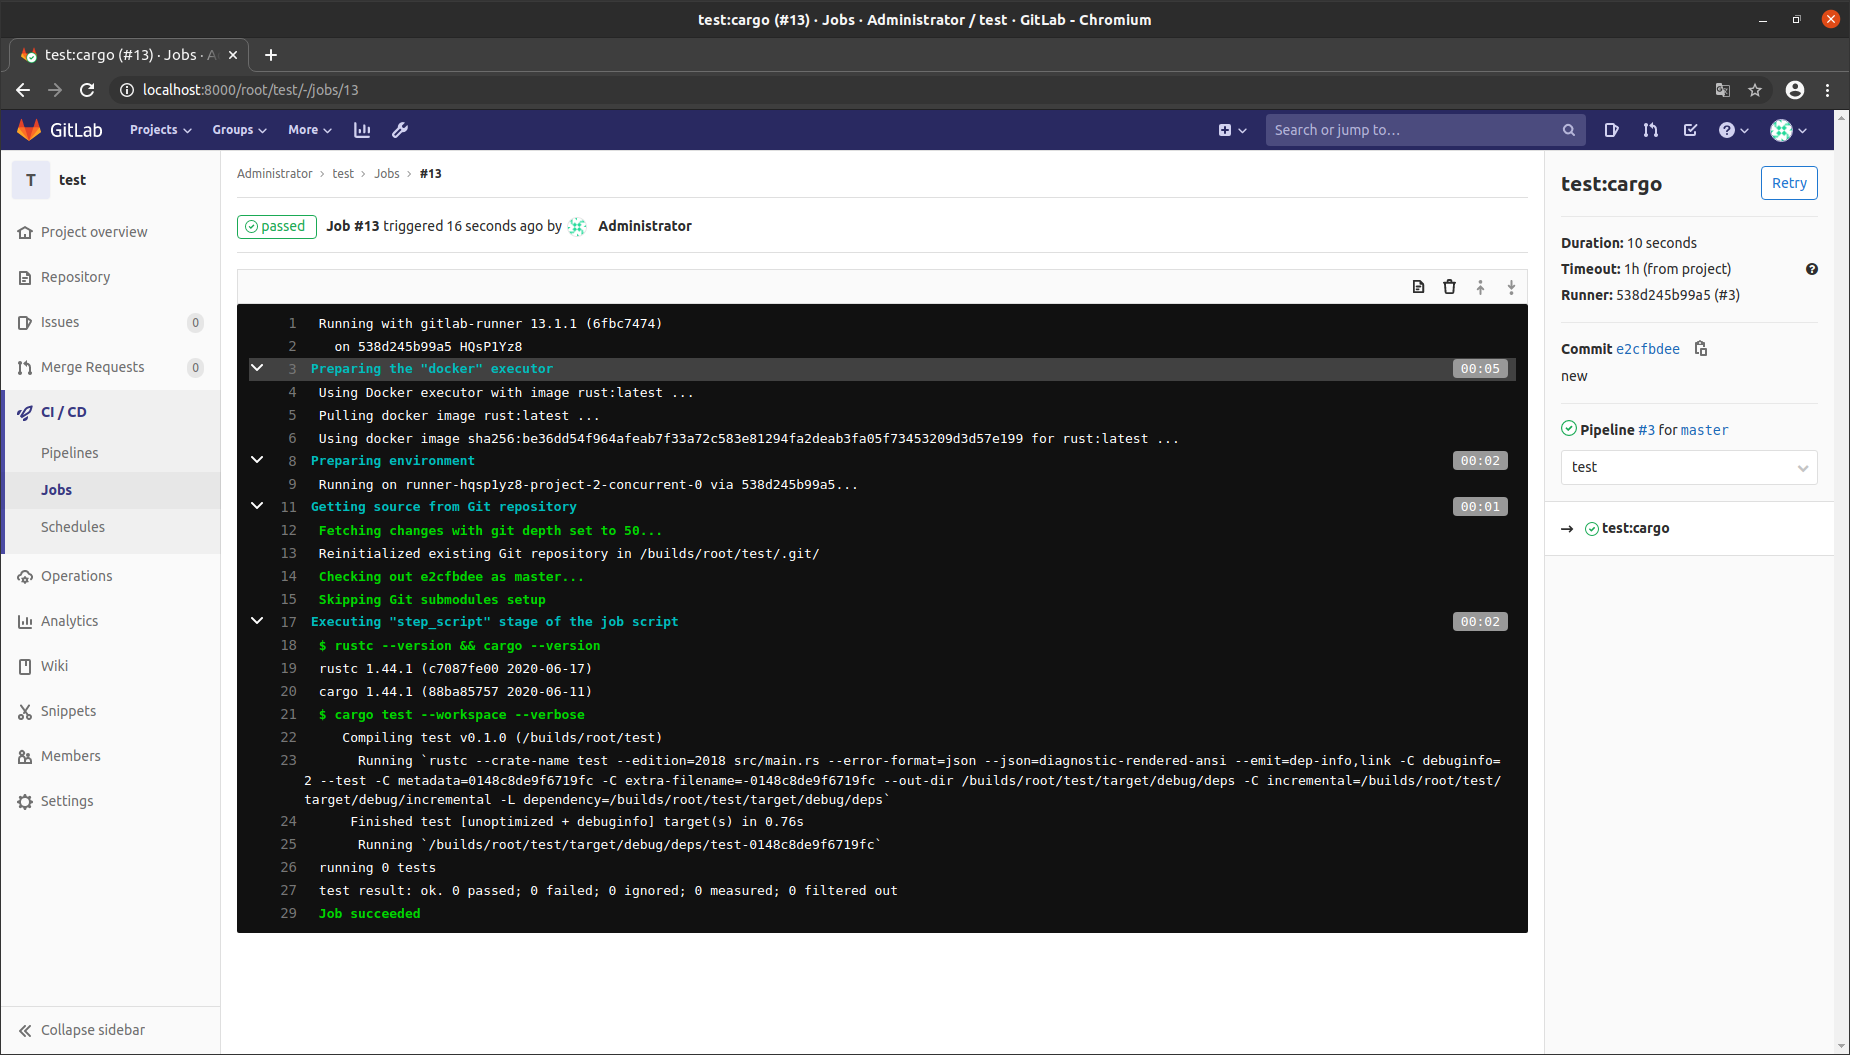 test:cargo (#13) · Jobs · Administrator / test · GitLab - Chromium
test:cargo (#13) · Jobs · A
localhost:8000/root/test/-/jobs/13
GitLab
Projects
Groups
More
Search or jump to…
T test
Project overview
Repository
Issues 0
Merge Requests 0
CI / CD
Pipelines
Jobs
Schedules
Operations
Analytics
Wiki
Snippets
Members
Settings
Collapse sidebar
Administrator › test › Jobs › #13
passed Job #13 triggered 16 seconds ago by Administrator
1 Running with gitlab-runner 13.1.1 (6fbc7474)
2 on 538d245b99a5 HQsP1Yz8
3 Preparing the "docker" executor 00:05
4 Using Docker executor with image rust:latest ...
5 Pulling docker image rust:latest ...
6 Using docker image sha256:be36dd54f964afeab7f33a72c583e81294fa2deab3fa05f73453209d3d57e199 for rust:latest ...
8 Preparing environment 00:02
9 Running on runner-hqsp1yz8-project-2-concurrent-0 via 538d245b99a5...
11 Getting source from Git repository 00:01
12 Fetching changes with git depth set to 50...
13 Reinitialized existing Git repository in /builds/root/test/.git/
14 Checking out e2cfbdee as master...
15 Skipping Git submodules setup
17 Executing "step_script" stage of the job script 00:02
18 $ rustc --version && cargo --version
19 rustc 1.44.1 (c7087fe00 2020-06-17)
20 cargo 1.44.1 (88ba85757 2020-06-11)
21 $ cargo test --workspace --verbose
22 Compiling test v0.1.0 (/builds/root/test)
23 Running `rustc --crate-name test --edition=2018 src/main.rs --error-format=json --json=diagnostic-rendered-ansi --emit=dep-info,link -C debuginfo=
2 --test -C metadata=0148c8de9f6719fc -C extra-filename=-0148c8de9f6719fc --out-dir /builds/root/test/target/debug/deps -C incremental=/builds/root/test/
target/debug/incremental -L dependency=/builds/root/test/target/debug/deps`
24 Finished test [unoptimized + debuginfo] target(s) in 0.76s
25 Running `/builds/root/test/target/debug/deps/test-0148c8de9f6719fc`
26 running 0 tests
27 test result: ok. 0 passed; 0 failed; 0 ignored; 0 measured; 0 filtered out
29 Job succeeded
test:cargo
Retry
Duration: 10 seconds
Timeout: 1h (from project)
Runner: 538d245b99a5 (#3)
Commit e2cfbdee
new
Pipeline #3 for master
test
→ test:cargo